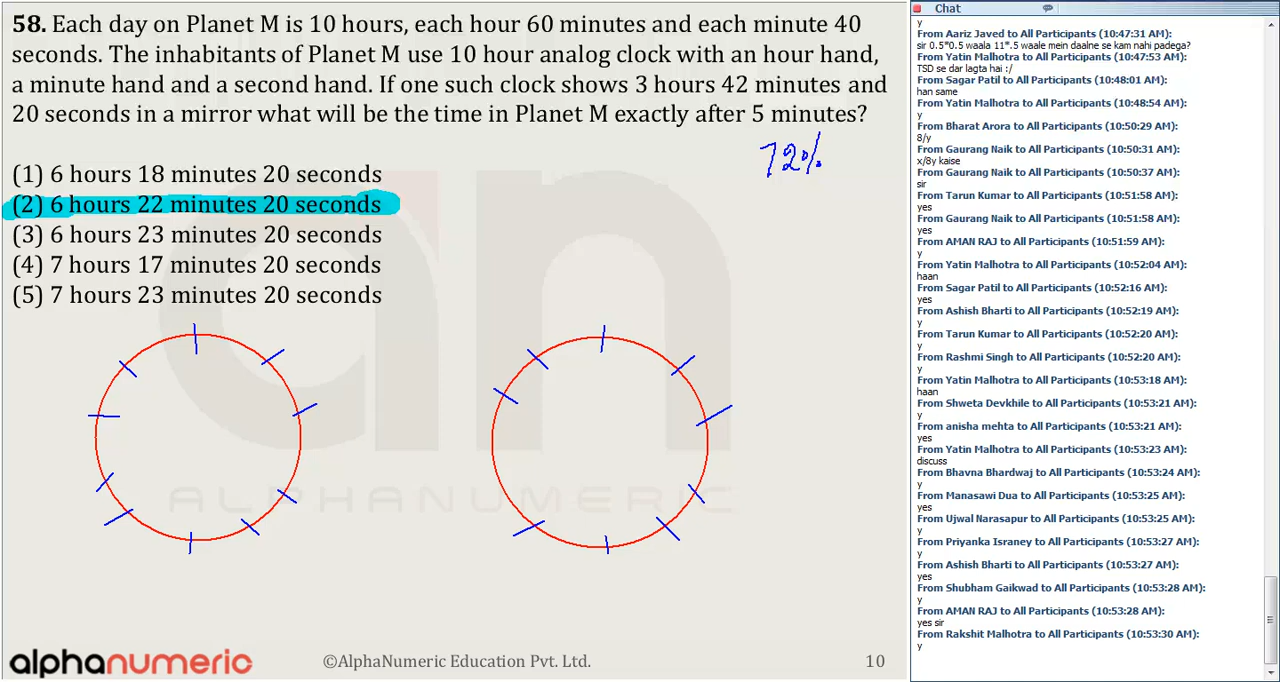 58. Each day on Planet M is 10 hours, each hour 60 minutes and each minute 40
seconds. The inhabitants of Planet M use 10 hour analog clock with an hour hand,
a minute hand and a second hand. If one such clock shows 3 hours 42 minutes and
20 seconds in a mirror what will be the time in Planet M exactly after 5 minutes?
72%
(1) 6 hours 18 minutes 20 seconds
(2) 6 hours 22 minutes 20 seconds
(3) 6 hours 23 minutes 20 seconds
(4) 7 hours 17 minutes 20 seconds
(5) 7 hours 23 minutes 20 seconds
an
ALPHANUMERIC
alphanumeric
©AlphaNumeric Education Pvt. Ltd.
10
Chat
y
From Aariz Javed to All Participants (10:47:31 AM):
sir 0.5*0.5 waala 11*.5 waale mein daalne se kam nahi padega?
From Yatin Malhotra to All Participants (10:47:53 AM):
TSD se dar lagta hai :/
From Sagar Patil to All Participants (10:48:01 AM):
han same
From Yatin Malhotra to All Participants (10:48:54 AM):
y
From Bharat Arora to All Participants (10:50:29 AM):
8/y
From Gaurang Naik to All Participants (10:50:31 AM):
x/8y kaise
From Gaurang Naik to All Participants (10:50:37 AM):
sir
From Tarun Kumar to All Participants (10:51:58 AM):
yes
From Gaurang Naik to All Participants (10:51:58 AM):
yes
From AMAN RAJ to All Participants (10:51:59 AM):
y
From Yatin Malhotra to All Participants (10:52:04 AM):
haan
From Sagar Patil to All Participants (10:52:16 AM):
yes
From Ashish Bharti to All Participants (10:52:19 AM):
y
From Tarun Kumar to All Participants (10:52:20 AM):
y
From Rashmi Singh to All Participants (10:52:20 AM):
y
From Yatin Malhotra to All Participants (10:53:18 AM):
haan
From Shweta Devkhile to All Participants (10:53:21 AM):
y
From anisha mehta to All Participants (10:53:21 AM):
yes
From Yatin Malhotra to All Participants (10:53:23 AM):
discuss
From Bhavna Bhardwaj to All Participants (10:53:24 AM):
y
From Manasawi Dua to All Participants (10:53:25 AM):
yes
From Ujwal Narasapur to All Participants (10:53:25 AM):
y
From Priyanka Israney to All Participants (10:53:27 AM):
y
From Ashish Bharti to All Participants (10:53:27 AM):
yes
From Shubham Gaikwad to All Participants (10:53:28 AM):
y
From AMAN RAJ to All Participants (10:53:28 AM):
yes sir
From Rakshit Malhotra to All Participants (10:53:30 AM):
y